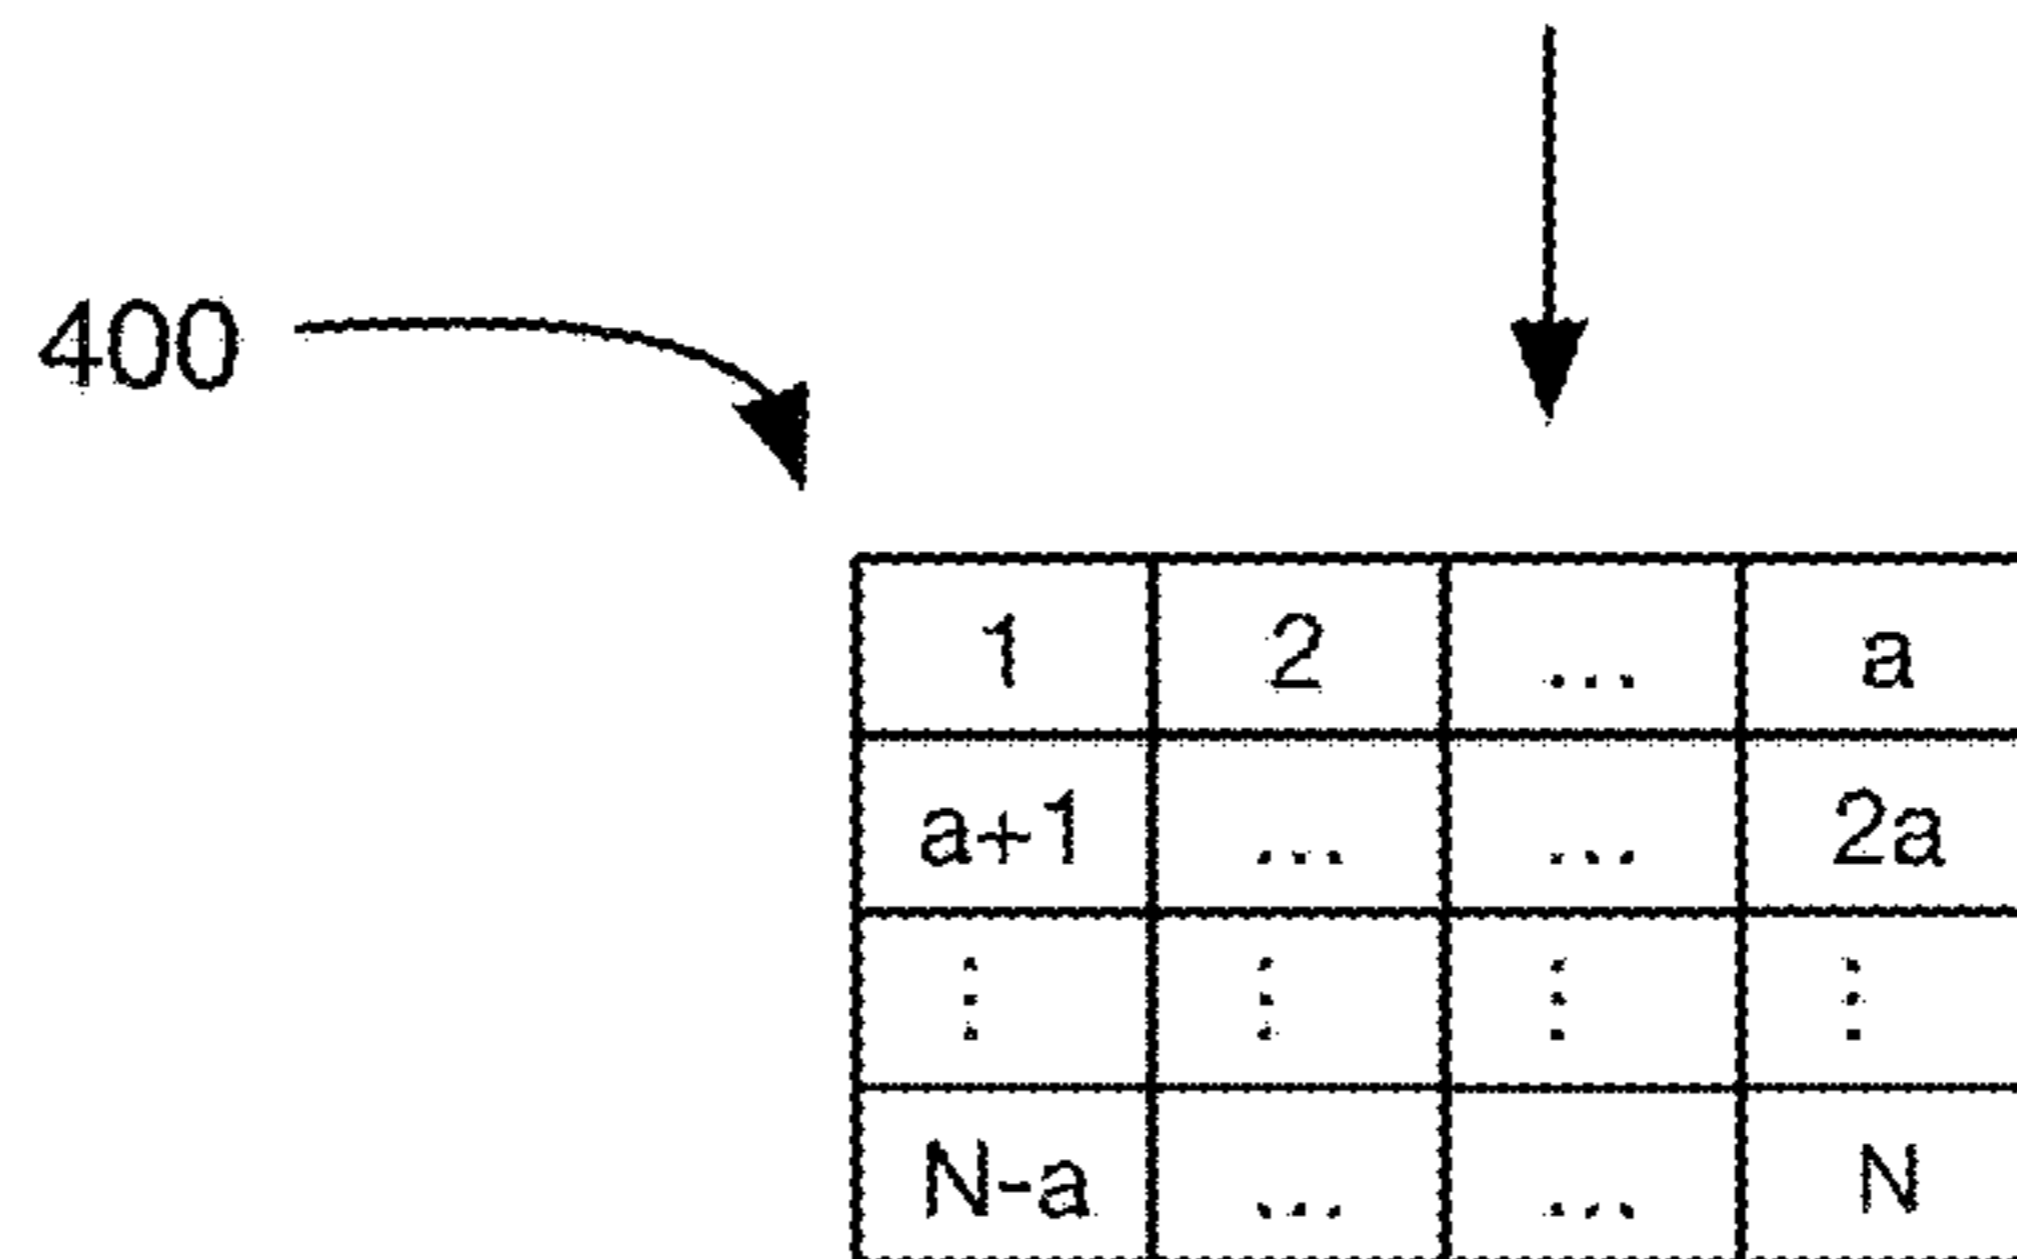 400
1 2 ... a
a+1 ... ... 2a
⋮ ⋮ ⋮ ⋮
N-a ... ... N